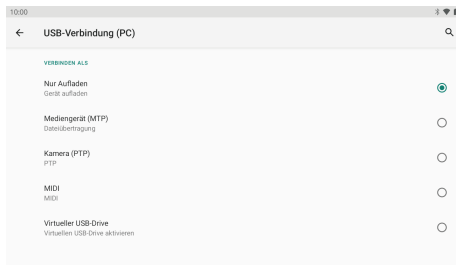 10:00
USB-Verbindung (PC)
VERBINDEN ALS
Nur Aufladen
Gerät aufladen
Mediengerät (MTP)
Dateiübertragung
Kamera (PTP)
PTP
MIDI
MIDI
Virtueller USB-Drive
Virtuellen USB-Drive aktivieren